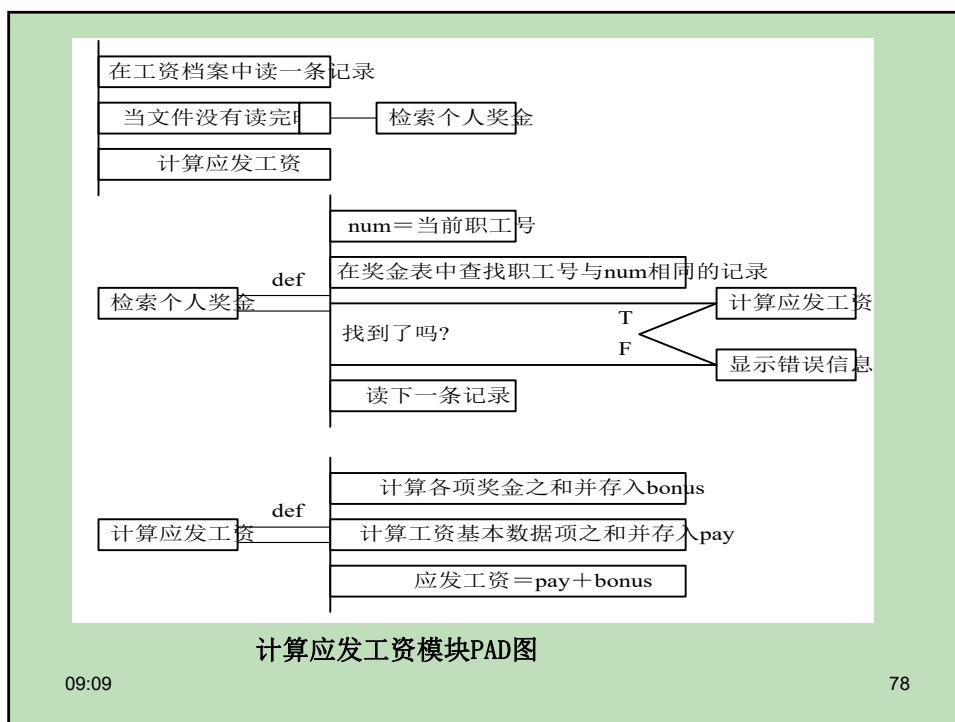 在工资档案中读一条记录
当文件没有读完时
检索个人奖金
计算应发工资
num＝当前职工号
在奖金表中查找职工号与num相同的记录
def
检索个人奖金
计算应发工资
T
找到了吗?
F
显示错误信息
读下一条记录
计算各项奖金之和并存入bonus
def
计算应发工资
计算工资基本数据项之和并存入pay
应发工资＝pay＋bonus
计算应发工资模块PAD图
09:09
78